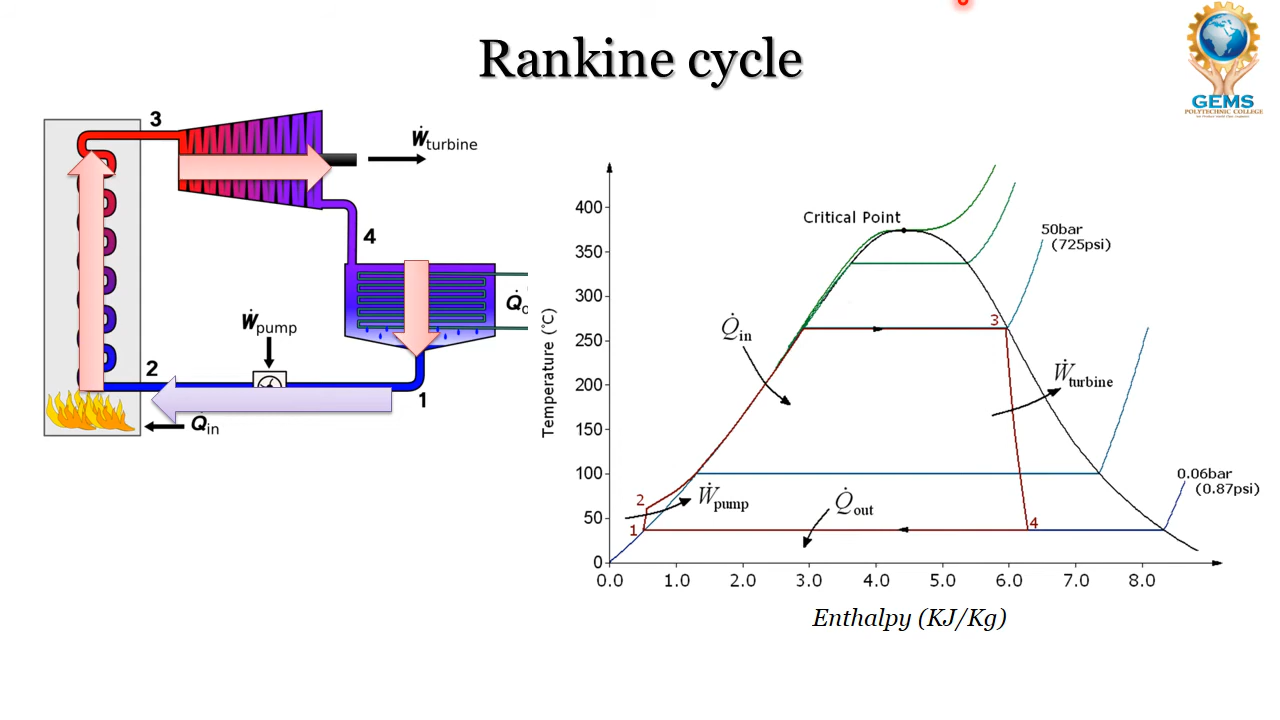 Rankine cycle
GEMS
POLYTECHNIC COLLEGE
3
Ẇturbine
4
Q̇o
Ẇpump
2
1
Q̇in
Temperature (°C)
400
350
300
250
200
150
100
50
0
0.0 1.0 2.0 3.0 4.0 5.0 6.0 7.0 8.0
Critical Point
50bar
(725psi)
Q̇in
3
Ẇturbine
0.06bar
(0.87psi)
2
Ẇpump
Q̇out
1
4
Enthalpy (KJ/Kg)